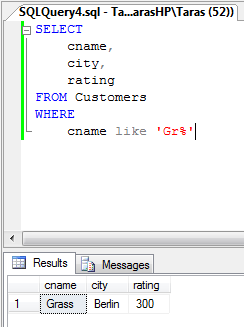 SQLQuery4.sql - Ta...arasHP\Taras (52))
SELECT
cname,
city,
rating
FROM Customers
WHERE
cname like 'Gr%'
Results Messages
cname city rating
1 Grass Berlin 300